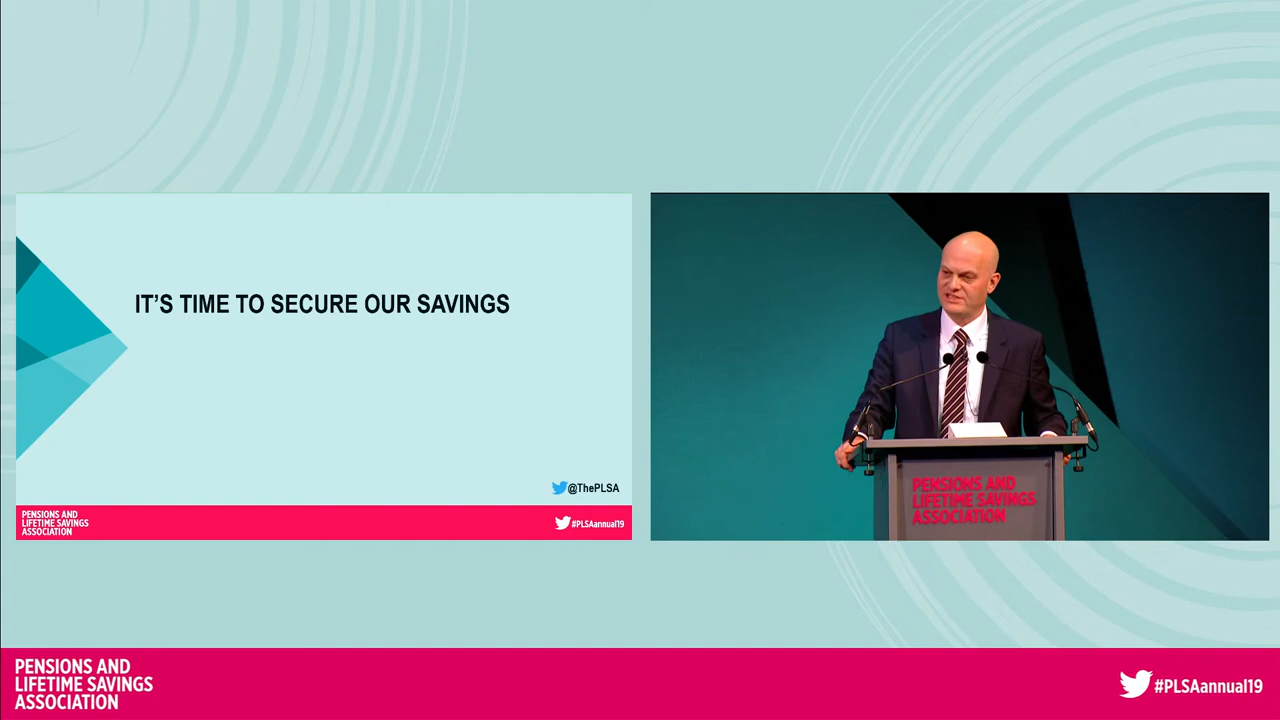 IT'S TIME TO SECURE OUR SAVINGS
@ThePLSA
PENSIONS AND
LIFETIME SAVINGS
ASSOCIATION
#PLSAannual19
PENSIONS AND
LIFETIME SAVINGS
ASSOCIATION
PENSIONS AND
LIFETIME SAVINGS
ASSOCIATION
#PLSAannual19